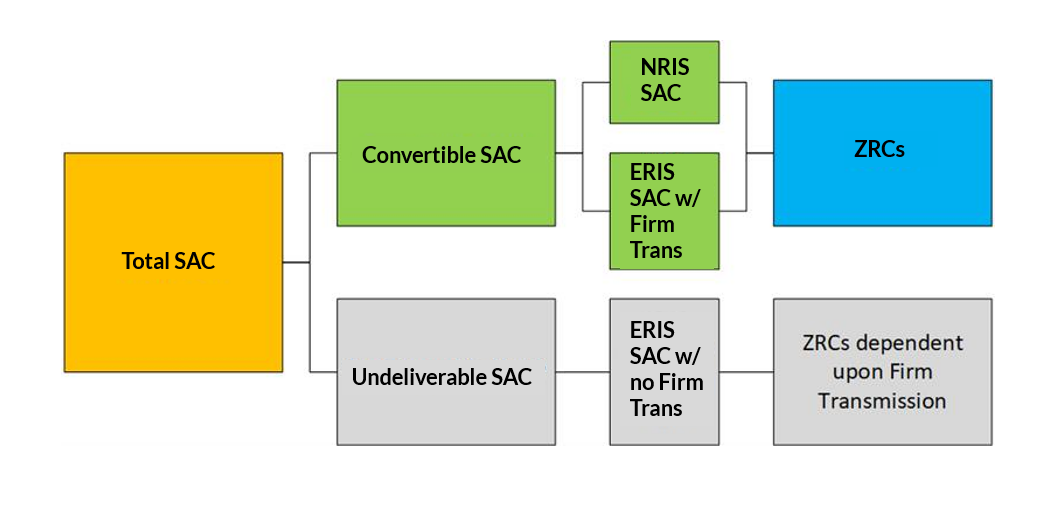 Total SAC
Convertible SAC
NRIS
SAC
ERIS
SAC w/
Firm
Trans
ZRCs
Undeliverable SAC
ERIS
SAC w/
no Firm
Trans
ZRCs dependent
upon Firm
Transmission